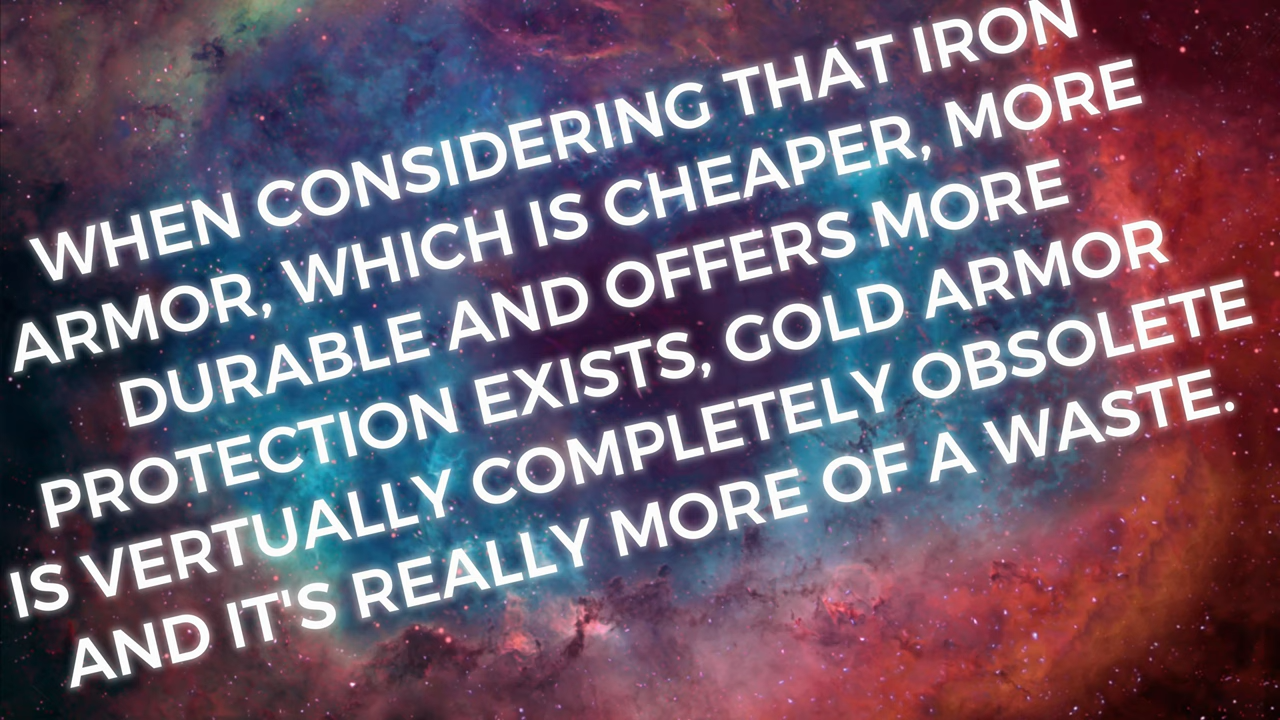 WHEN CONSIDERING THAT IRON
ARMOR, WHICH IS CHEAPER, MORE
DURABLE AND OFFERS MORE
PROTECTION EXISTS, GOLD ARMOR
IS VERTUALLY COMPLETELY OBSOLETE
AND IT'S REALLY MORE OF A WASTE.